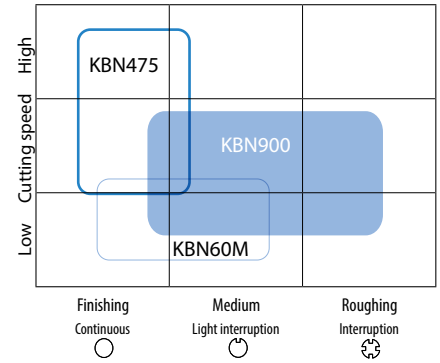 High
Cutting speed
Low
KBN475
KBN900
KBN60M
Finishing Medium Roughing
Continuous Light interruption Interruption